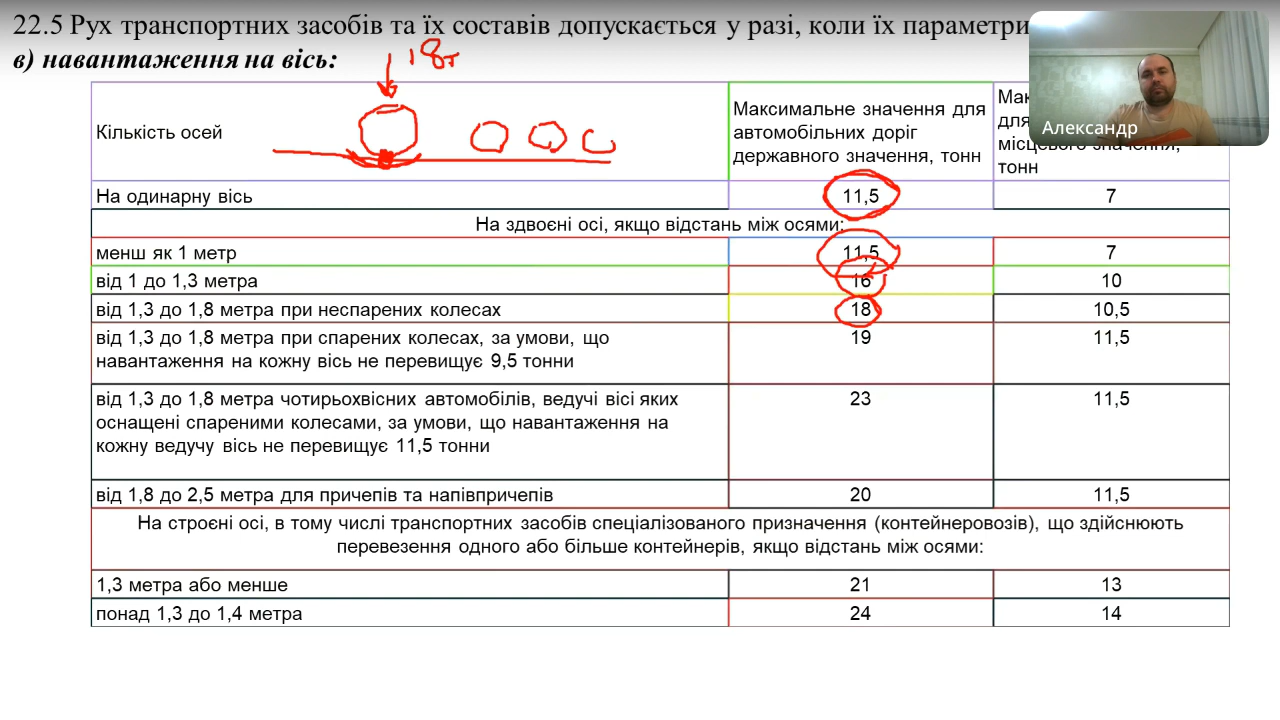 22.5 Рух транспортних засобів та їх составів допускається у разі, коли їх параметри
в) навантаження на вісь:
18т
Кількість осей
Максимальне значення для
автомобільних доріг
державного значення, тонн
для
місцевого значення,
тонн
Александр
На одинарну вісь
11,5
7
На здвоєні осі, якщо відстань між осями:
менш як 1 метр
11,5
7
від 1 до 1,3 метра
16
10
від 1,3 до 1,8 метра при неспарених колесах
18
10,5
від 1,3 до 1,8 метра при спарених колесах, за умови, що
навантаження на кожну вісь не перевищує 9,5 тонни
19
11,5
від 1,3 до 1,8 метра чотирьохвісних автомобілів, ведучі вісі яких
оснащені спареними колесами, за умови, що навантаження на
кожну ведучу вісь не перевищує 11,5 тонни
23
11,5
від 1,8 до 2,5 метра для причепів та напівпричепів
20
11,5
На строєні осі, в тому числі транспортних засобів спеціалізованого призначення (контейнеровозів), що здійснюють
перевезення одного або більше контейнерів, якщо відстань між осями:
1,3 метра або менше
21
13
понад 1,3 до 1,4 метра
24
14